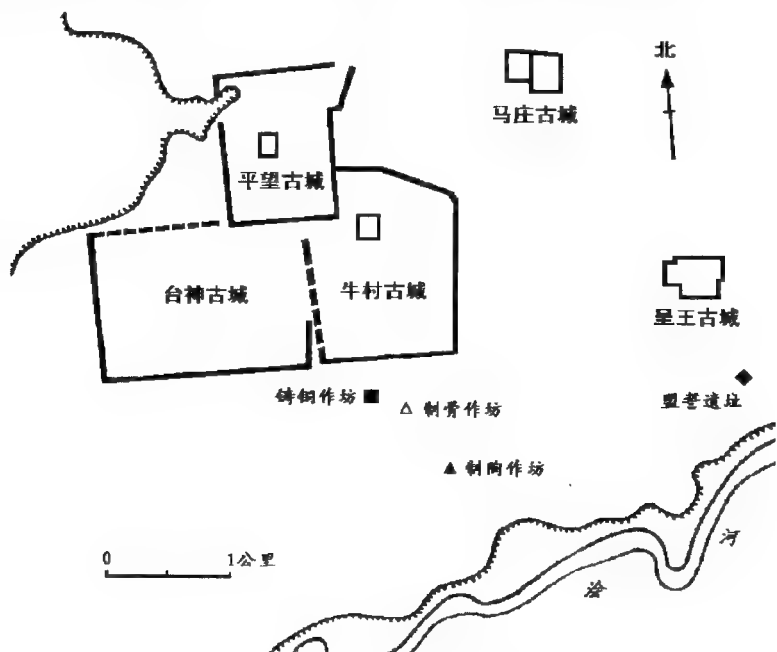 北
马庄古城
平望古城
台神古城
牛村古城
呈王古城
铸铜作坊
制骨作坊
盟誓遗址
制陶作坊
0 1公里
浍
河